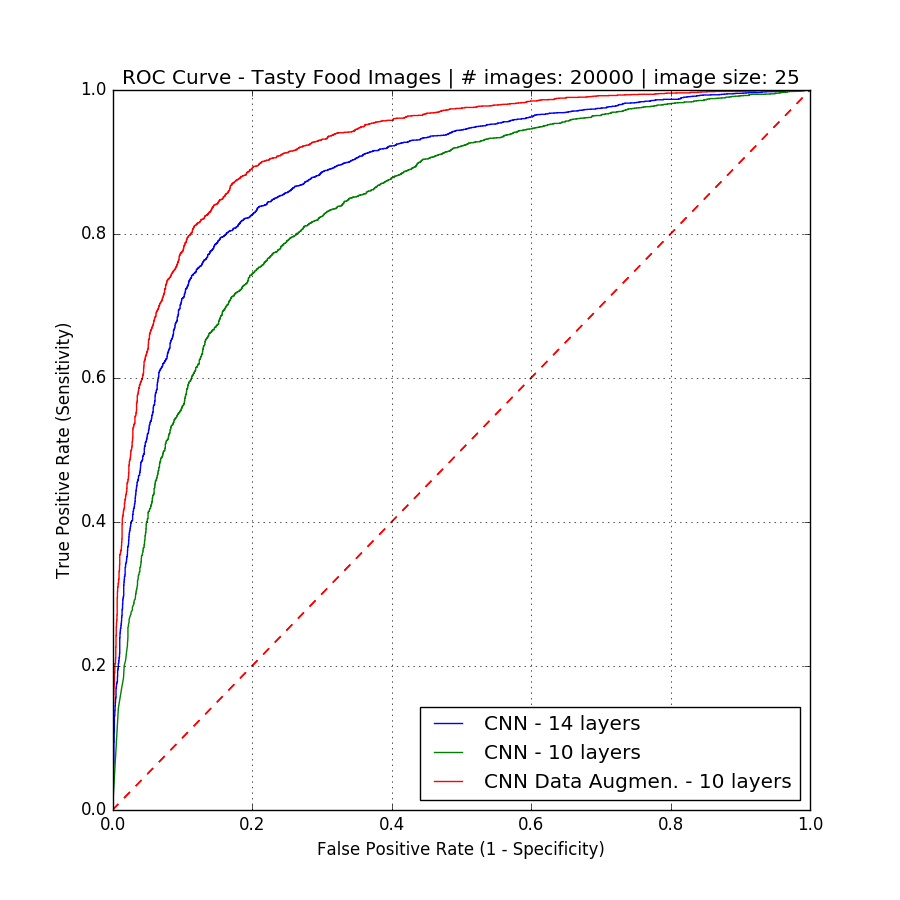 ROC Curve - Tasty Food Images | # images: 20000 | image size: 25
1.0
0.8
0.6
0.4
0.2
0.0
True Positive Rate (Sensitivity)
CNN - 14 layers
CNN - 10 layers
CNN Data Augmen. - 10 layers
0.0 0.2 0.4 0.6 0.8 1.0
False Positive Rate (1 - Specificity)